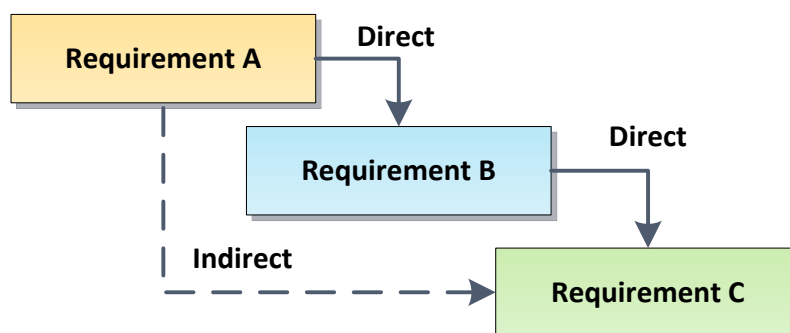 Requirement A
Direct
Requirement B
Direct
Indirect
Requirement C